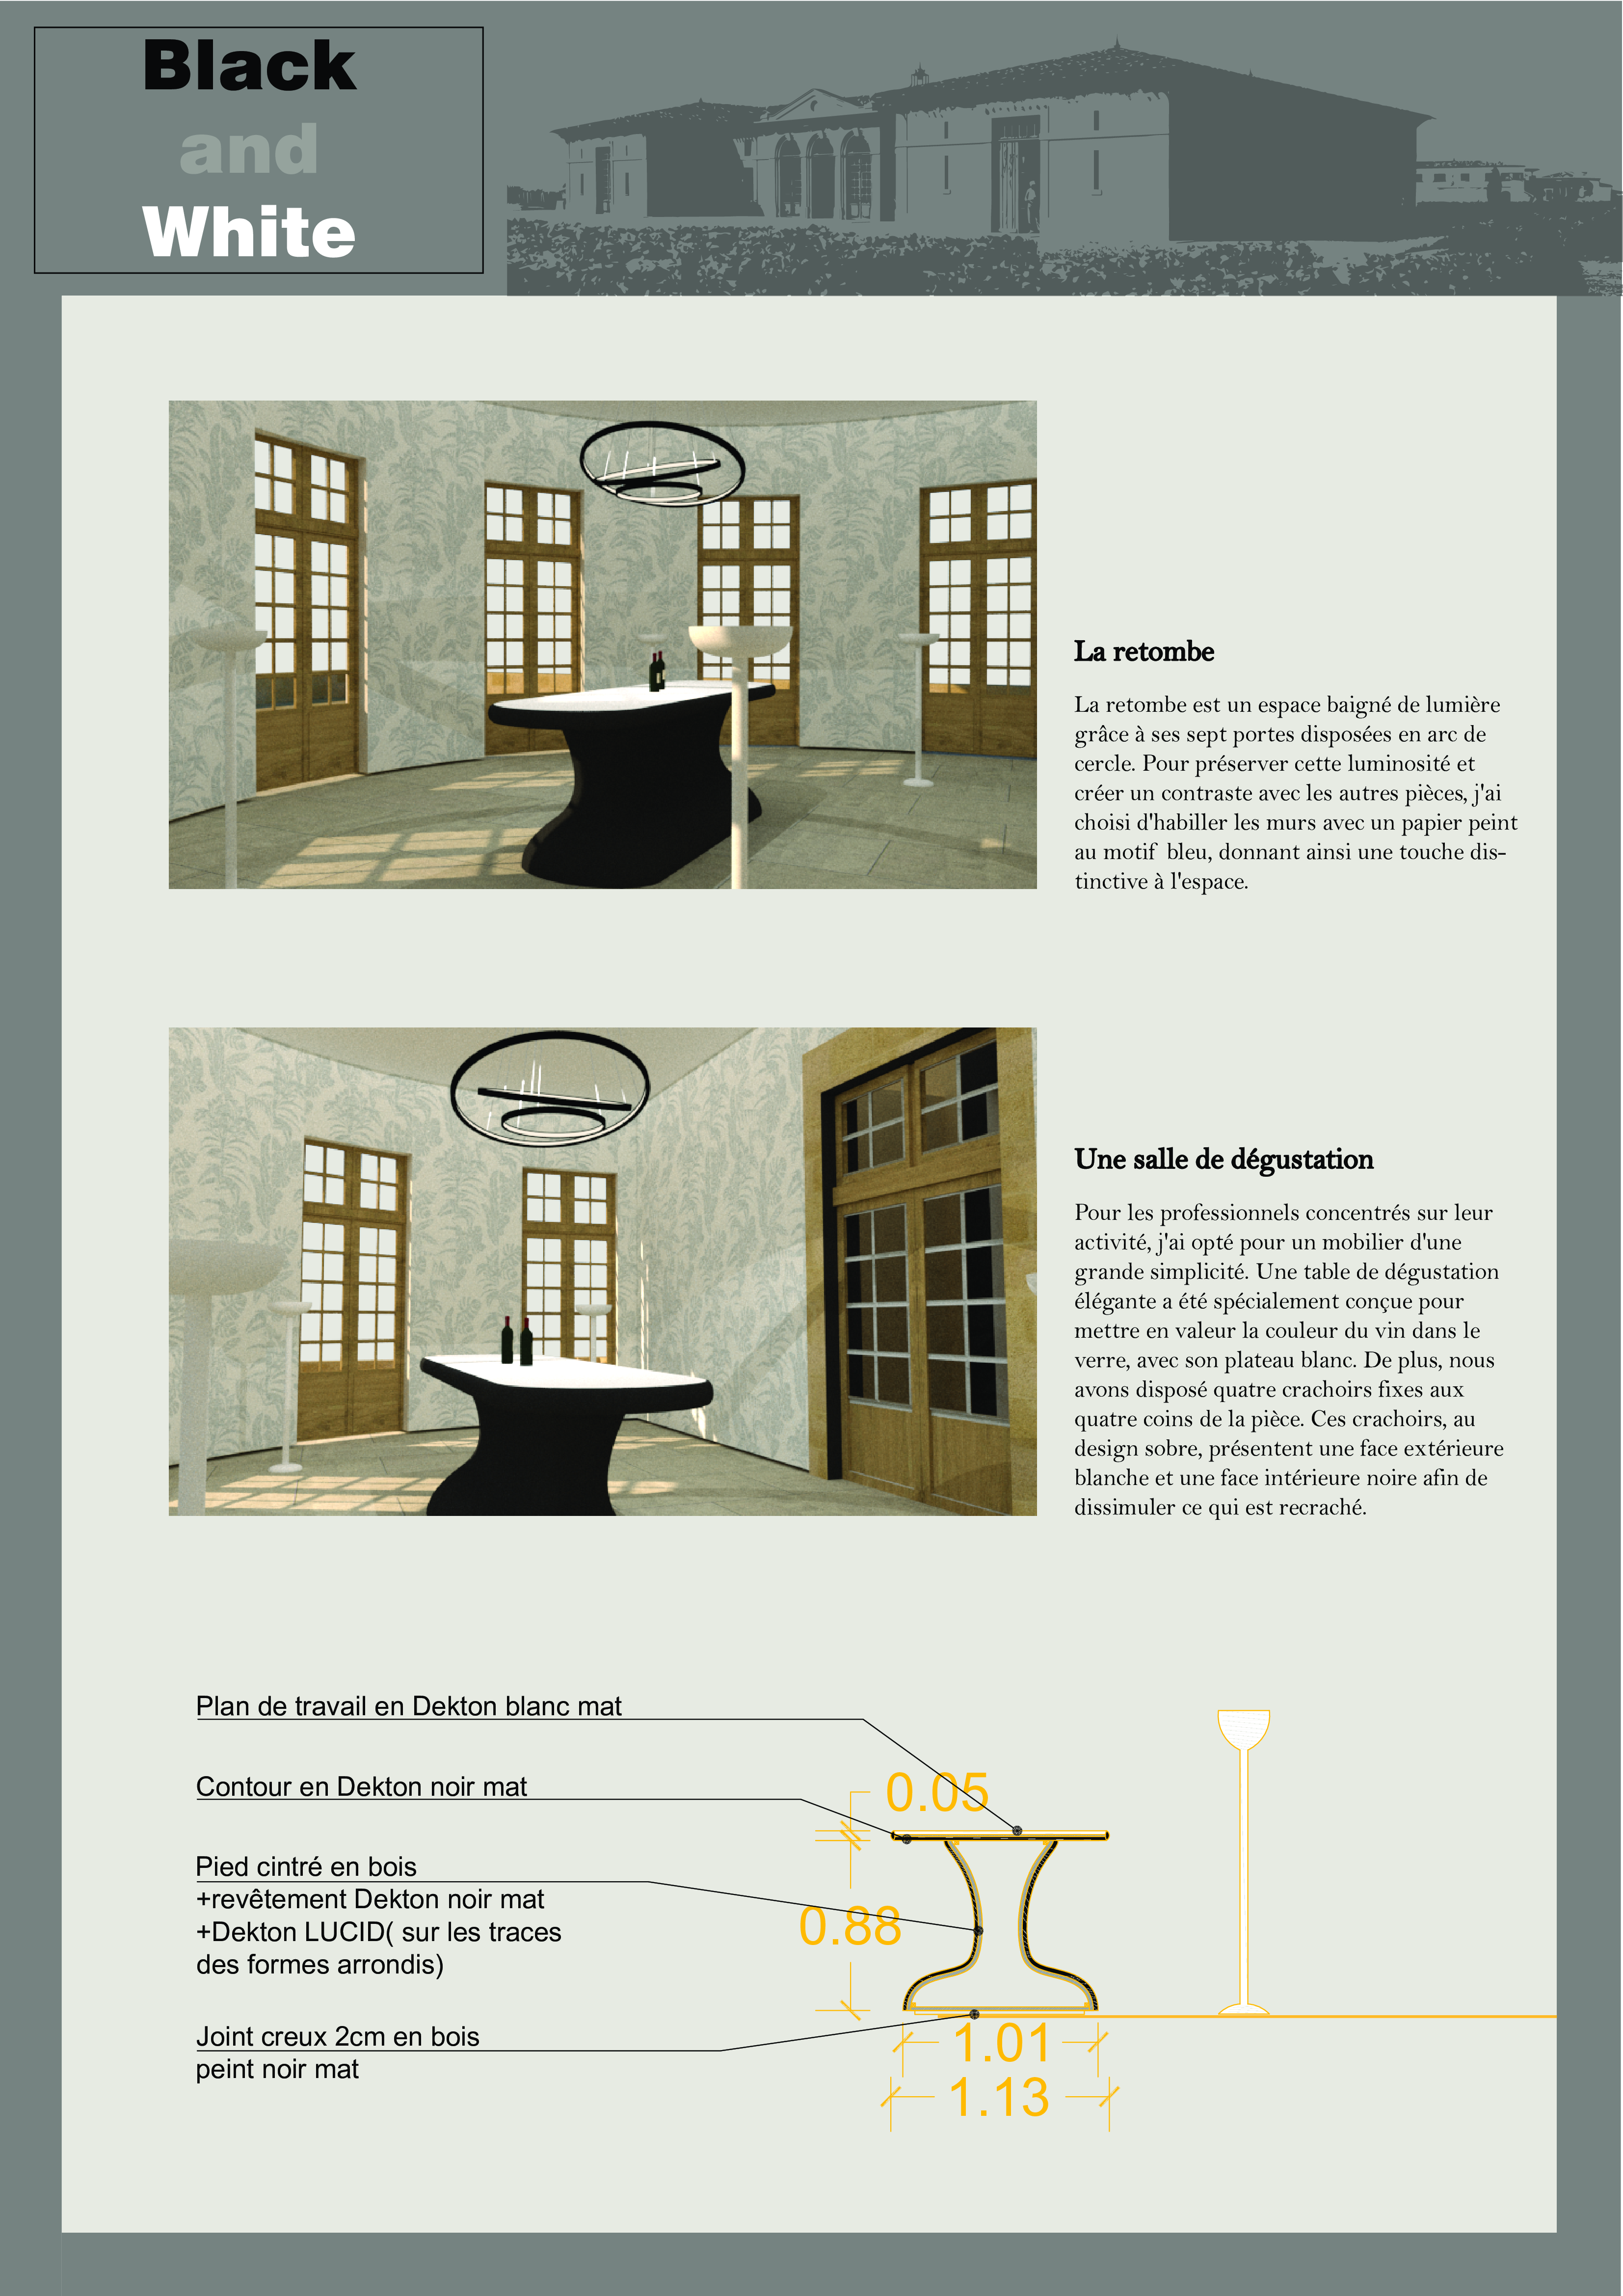 Black
and
White
La retombe
La retombe est un espace baigné de lumière
grâce à ses sept portes disposées en arc de
cercle. Pour préserver cette luminosité et
créer un contraste avec les autres pièces, j'ai
choisi d'habiller les murs avec un papier peint
au motif bleu, donnant ainsi une touche dis-
tinctive à l'espace.
Une salle de dégustation
Pour les professionnels concentrés sur leur
activité, j'ai opté pour un mobilier d'une
grande simplicité. Une table de dégustation
élégante a été spécialement conçue pour
mettre en valeur la couleur du vin dans le
verre, avec son plateau blanc. De plus, nous
avons disposé quatre crachoirs fixes aux
quatre coins de la pièce. Ces crachoirs, au
design sobre, présentent une face extérieure
blanche et une face intérieure noire afin de
dissimuler ce qui est recraché.
Plan de travail en Dekton blanc mat
Contour en Dekton noir mat
0.05
Pied cintré en bois
+revêtement Dekton noir mat
+Dekton LUCID( sur les traces
des formes arrondis)
0.88
Joint creux 2cm en bois
peint noir mat
1.01
1.13